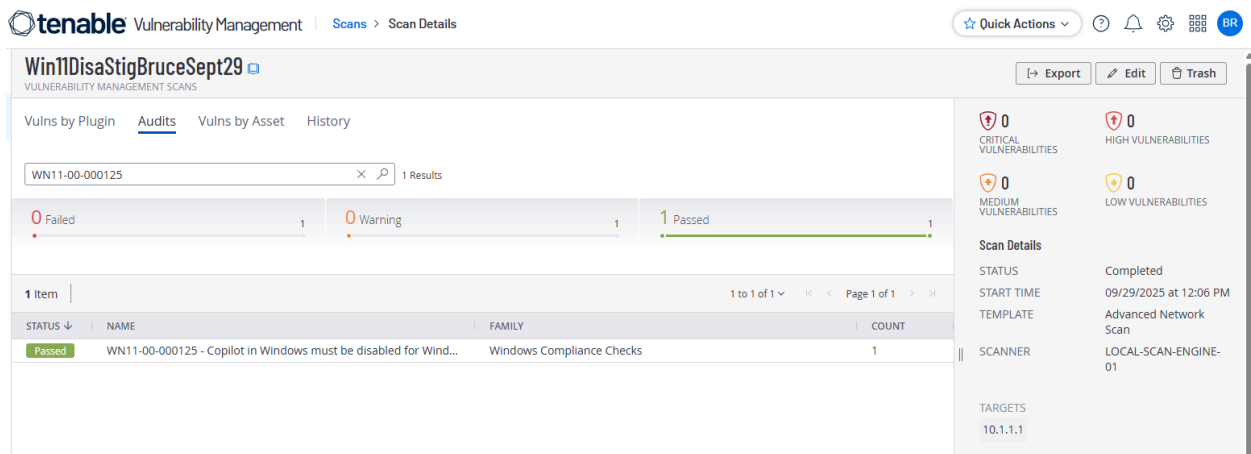 tenable Vulnerability Management Scans > Scan Details Quick Actions BR
Win11DisaStigBruceSept29
VULNERABILITY MANAGEMENT SCANS
Export Edit Trash
Vulns by Plugin Audits Vulns by Asset History
WN11-00-000125 1 Results
0 Failed 1 0 Warning 1 1 Passed 1
1 Item 1 to 1 of 1 Page 1 of 1
STATUS NAME FAMILY COUNT
Passed WN11-00-000125 - Copilot in Windows must be disabled for Wind... Windows Compliance Checks 1
0 0
CRITICAL VULNERABILITIES HIGH VULNERABILITIES
0 0
MEDIUM VULNERABILITIES LOW VULNERABILITIES
Scan Details
STATUS Completed
START TIME 09/29/2025 at 12:06 PM
TEMPLATE Advanced Network
Scan
SCANNER LOCAL-SCAN-ENGINE-
01
TARGETS
10.1.1.1